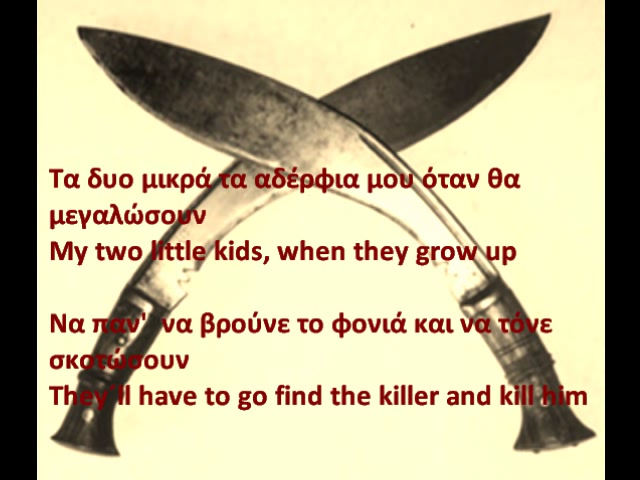 Τα δυο μικρά τα αδέρφια μου όταν θα
μεγαλώσουν
My two little kids, when they grow up
Να παν' να βρούνε το φονιά και να τόνε
σκοτώσουν
They´ll have to go find the killer and kill him